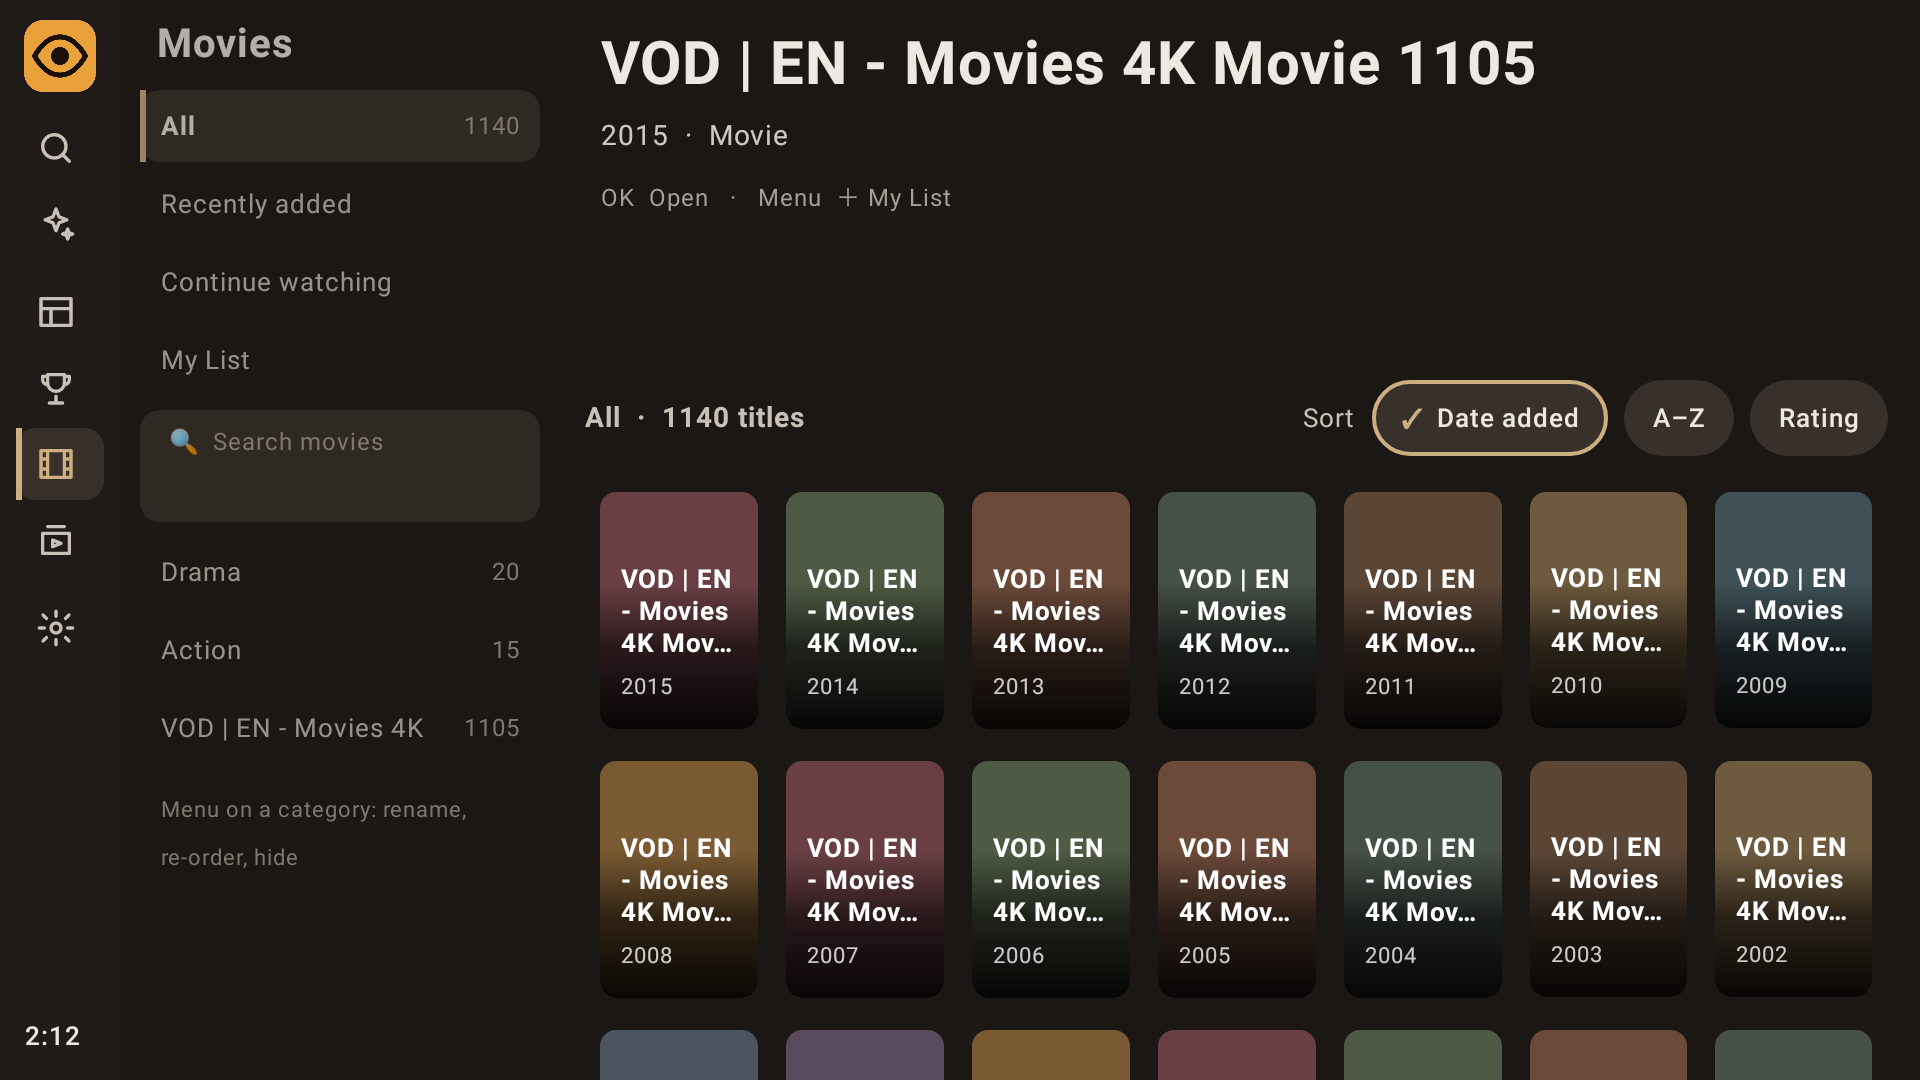 Movies
All 1140
Recently added
Continue watching
My List
Search movies
Drama 20
Action 15
VOD | EN - Movies 4K 1105
Menu on a category: rename,
re-order, hide
2:12
VOD | EN - Movies 4K Movie 1105
2015 · Movie
OK Open · Menu + My List
All · 1140 titles
Sort ✓ Date added A–Z Rating
VOD | EN
- Movies
4K Mov...
2015
VOD | EN
- Movies
4K Mov...
2014
VOD | EN
- Movies
4K Mov...
2013
VOD | EN
- Movies
4K Mov...
2012
VOD | EN
- Movies
4K Mov...
2011
VOD | EN
- Movies
4K Mov...
2010
VOD | EN
- Movies
4K Mov...
2009
VOD | EN
- Movies
4K Mov...
2008
VOD | EN
- Movies
4K Mov...
2007
VOD | EN
- Movies
4K Mov...
2006
VOD | EN
- Movies
4K Mov...
2005
VOD | EN
- Movies
4K Mov...
2004
VOD | EN
- Movies
4K Mov...
2003
VOD | EN
- Movies
4K Mov...
2002